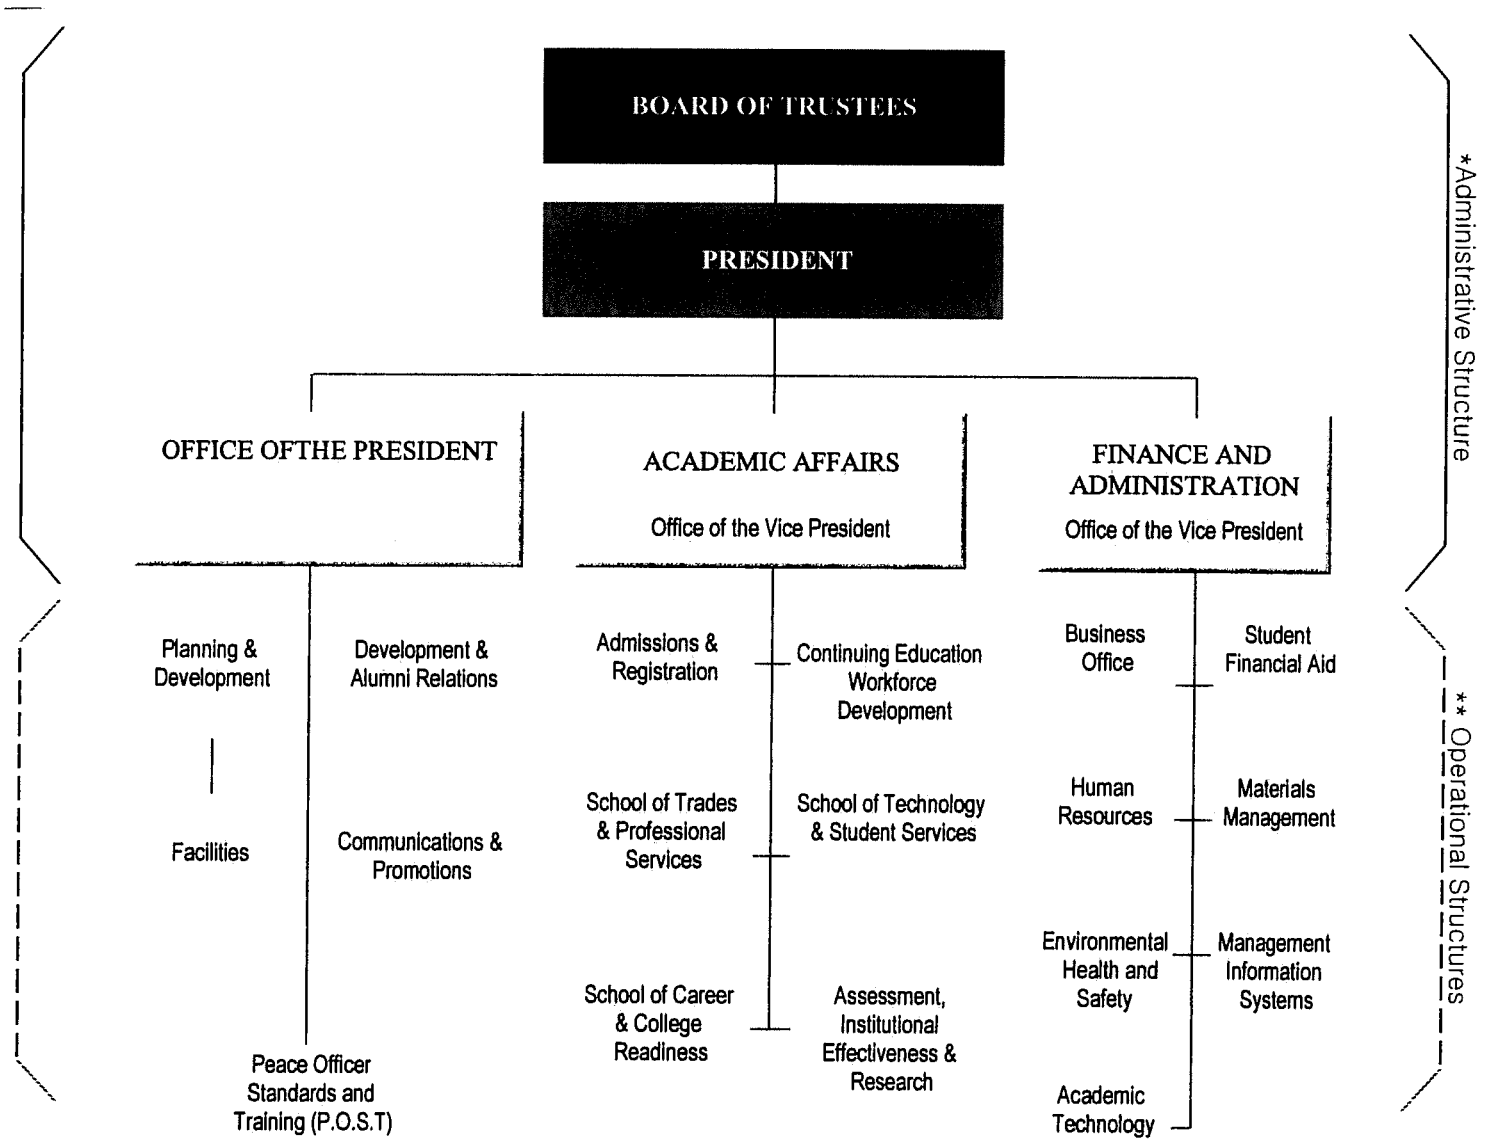 BOARD OF TRUSTEES
PRESIDENT
*Administrative Structure
OFFICE OFTHE PRESIDENT
ACADEMIC AFFAIRS
Office of the Vice President
FINANCE AND
ADMINISTRATION
Office of the Vice President
** Operational Structures
Planning &
Development
Development &
Alumni Relations
Facilities
Communications &
Promotions
Peace Officer
Standards and
Training (P.O.S.T)
Admissions &
Registration
Continuing Education
Workforce
Development
School of Trades
& Professional
Services
School of Technology
& Student Services
School of Career
& College
Readiness
Assessment,
Institutional
Effectiveness &
Research
Business
Office
Student
Financial Aid
Human
Resources
Materials
Management
Environmental
Health and
Safety
Management
Information
Systems
Academic
Technology